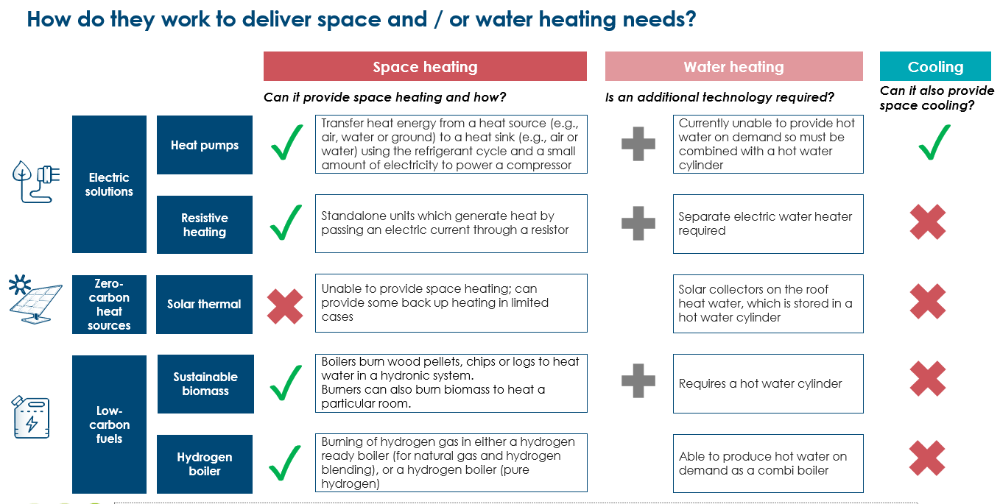 How do they work to deliver space and / or water heating needs?
Space heating
Water heating
Cooling
Can it provide space heating and how?
Is an additional technology required?
Can it also provide
space cooling?
Electric
solutions
Heat pumps
Transfer heat energy from a heat source (e.g.,
air, water or ground) to a heat sink (e.g., air or
water) using the refrigerant cycle and a small
amount of electricity to power a compressor
Currently unable to provide hot
water on demand so must be
combined with a hot water
cylinder
Resistive
heating
Standalone units which generate heat by
passing an electric current through a resistor
Separate electric water heater
required
Zero-
carbon
heat
sources
Solar thermal
Unable to provide space heating; can
provide some back up heating in limited
cases
Solar collectors on the roof
heat water, which is stored in a
hot water cylinder
Low-
carbon
fuels
Sustainable
biomass
Boilers burn wood pellets, chips or logs to heat
water in a hydronic system.
Burners can also burn biomass to heat a
particular room.
Requires a hot water cylinder
Hydrogen
boiler
Burning of hydrogen gas in either a hydrogen
ready boiler (for natural gas and hydrogen
blending), or a hydrogen boiler (pure
hydrogen)
Able to produce hot water on
demand as a combi boiler